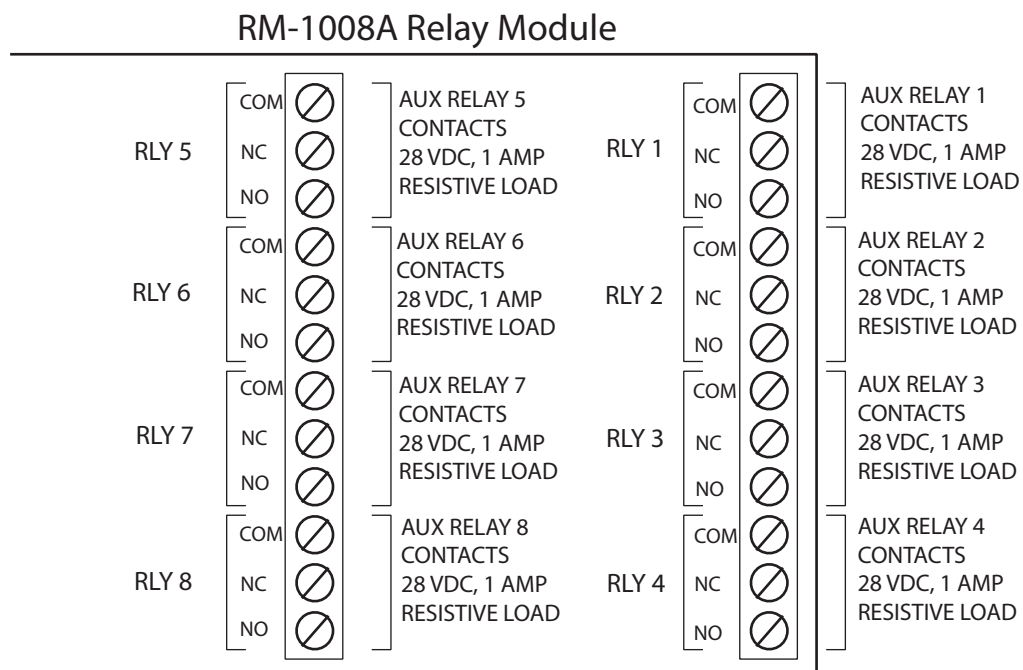 RM-1008A Relay Module
RLY 5
COM
NC
NO
AUX RELAY 5
CONTACTS
28 VDC, 1 AMP
RESISTIVE LOAD
RLY 6
COM
NC
NO
AUX RELAY 6
CONTACTS
28 VDC, 1 AMP
RESISTIVE LOAD
RLY 7
COM
NC
NO
AUX RELAY 7
CONTACTS
28 VDC, 1 AMP
RESISTIVE LOAD
RLY 8
COM
NC
NO
AUX RELAY 8
CONTACTS
28 VDC, 1 AMP
RESISTIVE LOAD
RLY 1
COM
NC
NO
AUX RELAY 1
CONTACTS
28 VDC, 1 AMP
RESISTIVE LOAD
RLY 2
COM
NC
NO
AUX RELAY 2
CONTACTS
28 VDC, 1 AMP
RESISTIVE LOAD
RLY 3
COM
NC
NO
AUX RELAY 3
CONTACTS
28 VDC, 1 AMP
RESISTIVE LOAD
RLY 4
COM
NC
NO
AUX RELAY 4
CONTACTS
28 VDC, 1 AMP
RESISTIVE LOAD